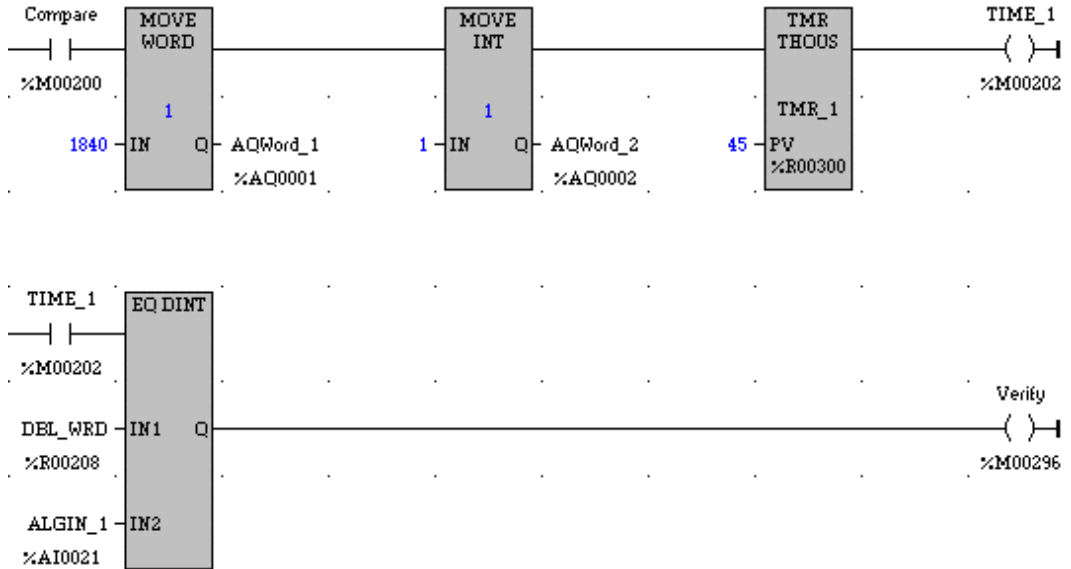 Compare MOVE WORD MOVE INT TMR THOUS TIME_1
%M00200 %M00202
1 1 TMR_1
1840 IN Q AQWord_1 1 IN Q AQWord_2 45 PV
%AQ0001 %AQ0002 %R00300
TIME_1 EQ DINT
%M00202
Verify
DBL_WRD IN1 Q
%R00208 %M00296
ALGIN_1 IN2
%AI0021